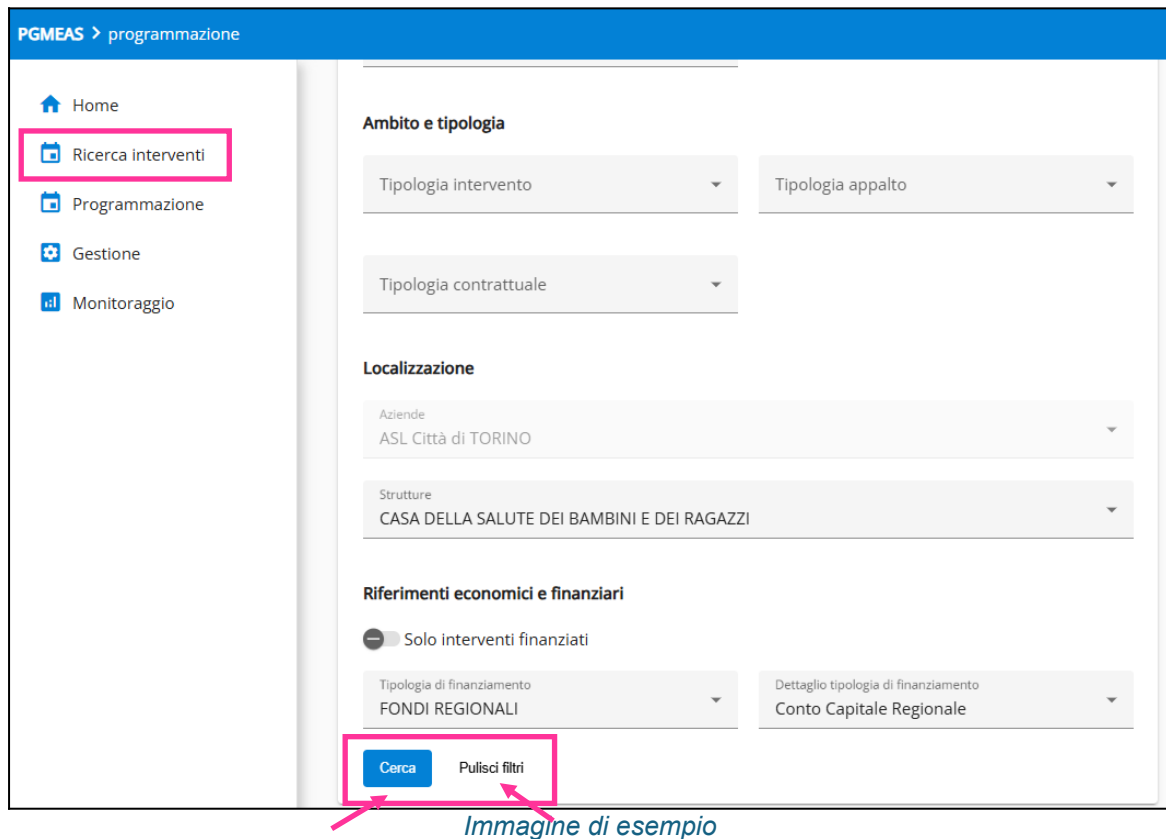 PGMEAS > programmazione
Home
Ricerca interventi
Programmazione
Gestione
Monitoraggio
Ambito e tipologia
Tipologia intervento
Tipologia appalto
Tipologia contrattuale
Localizzazione
Aziende
ASL Città di TORINO
Strutture
CASA DELLA SALUTE DEI BAMBINI E DEI RAGAZZI
Riferimenti economici e finanziari
Solo interventi finanziati
Tipologia di finanziamento
FONDI REGIONALI
Dettaglio tipologia di finanziamento
Conto Capitale Regionale
Cerca
Pulisci filtri
Immagine di esempio